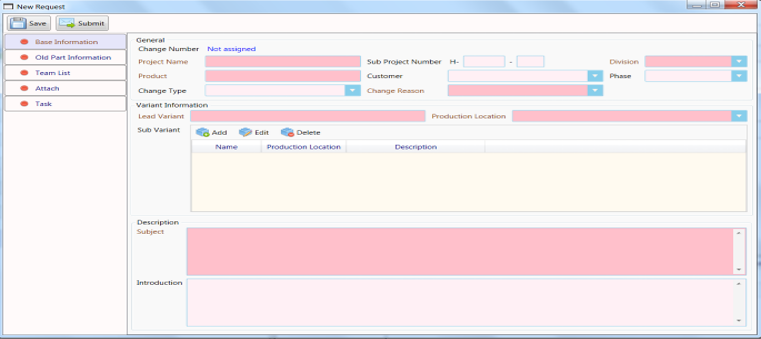 New Request
Save Submit
Base Information
Old Part Information
Team List
Attach
Task
General
Change Number Not assigned
Project Name Sub Project Number H- - Division
Product Customer Phase
Change Type Change Reason
Variant Information
Lead Variant Production Location
Sub Variant Add Edit Delete
Name Production Location Description
Description
Subject
Introduction